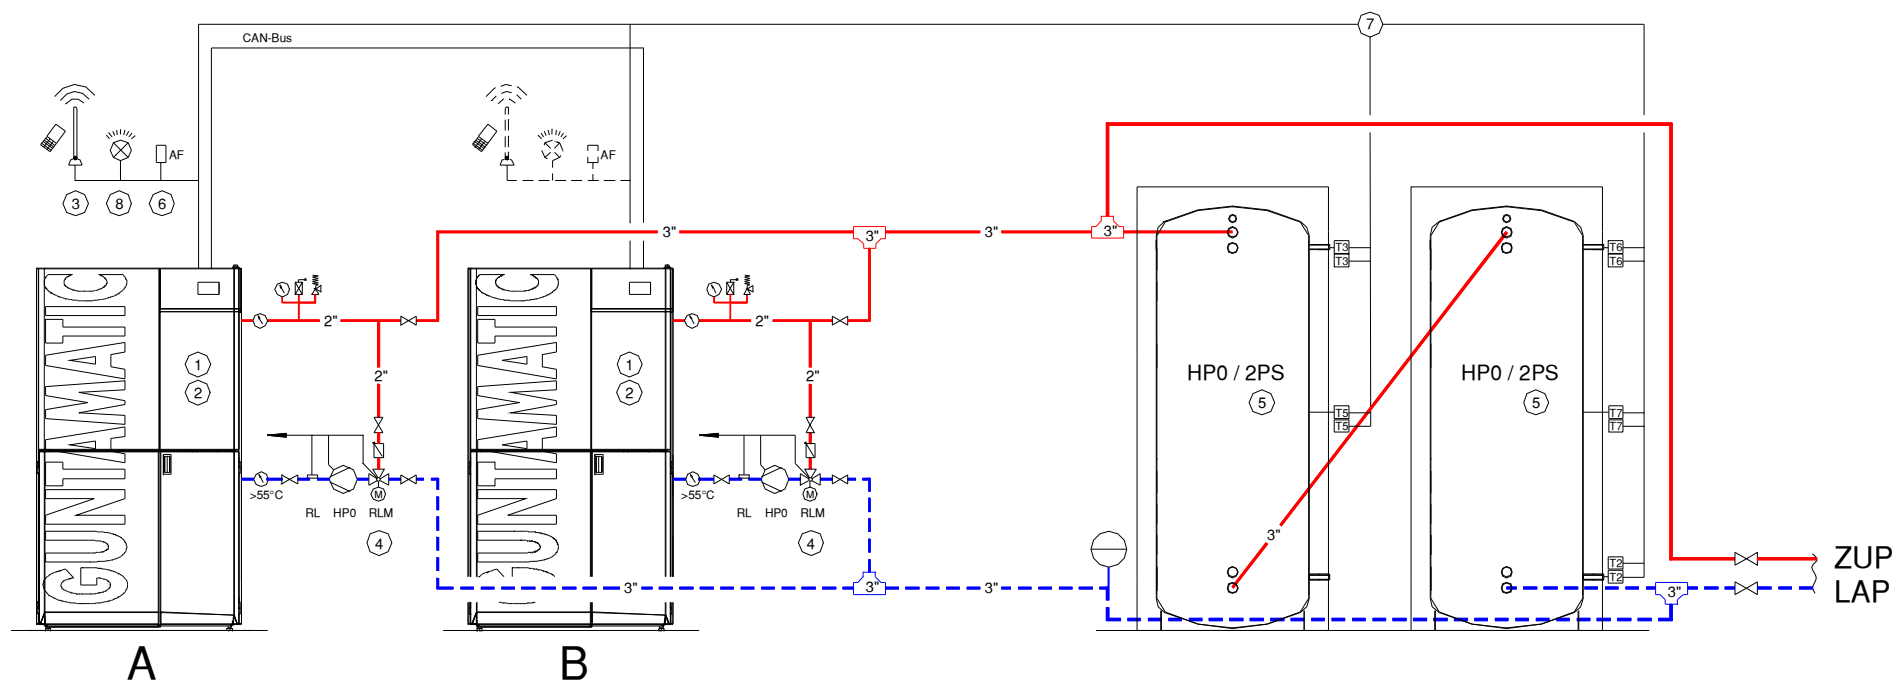 7
CAN-Bus
AF
AF
3
8
6
3"
3"
3"
3"
GUNTAMATIC
GUNTAMATIC
T3
T3
T6
T6
2"
2"
1
2
1
2
2"
2"
HP0 / 2PS
5
HP0 / 2PS
5
T5
T5
T7
T7
>55°C
M
>55°C
M
RL
HP0
RLM
RL
HP0
RLM
4
4
3"
T2
T2
ZUP
3"
3"
3"
3"
LAP
A
B